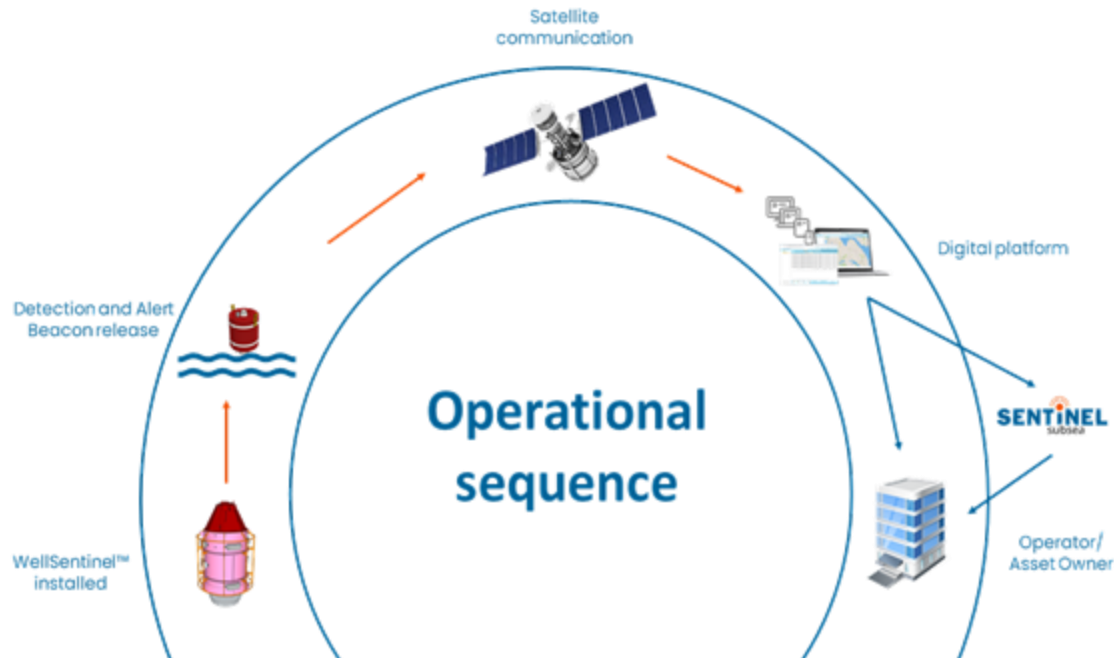 Satellite
communication
Digital platform
Detection and Alert
Beacon release
Operational
sequence
SENTINEL
subsea
WellSentinel™
installed
Operator/
Asset Owner